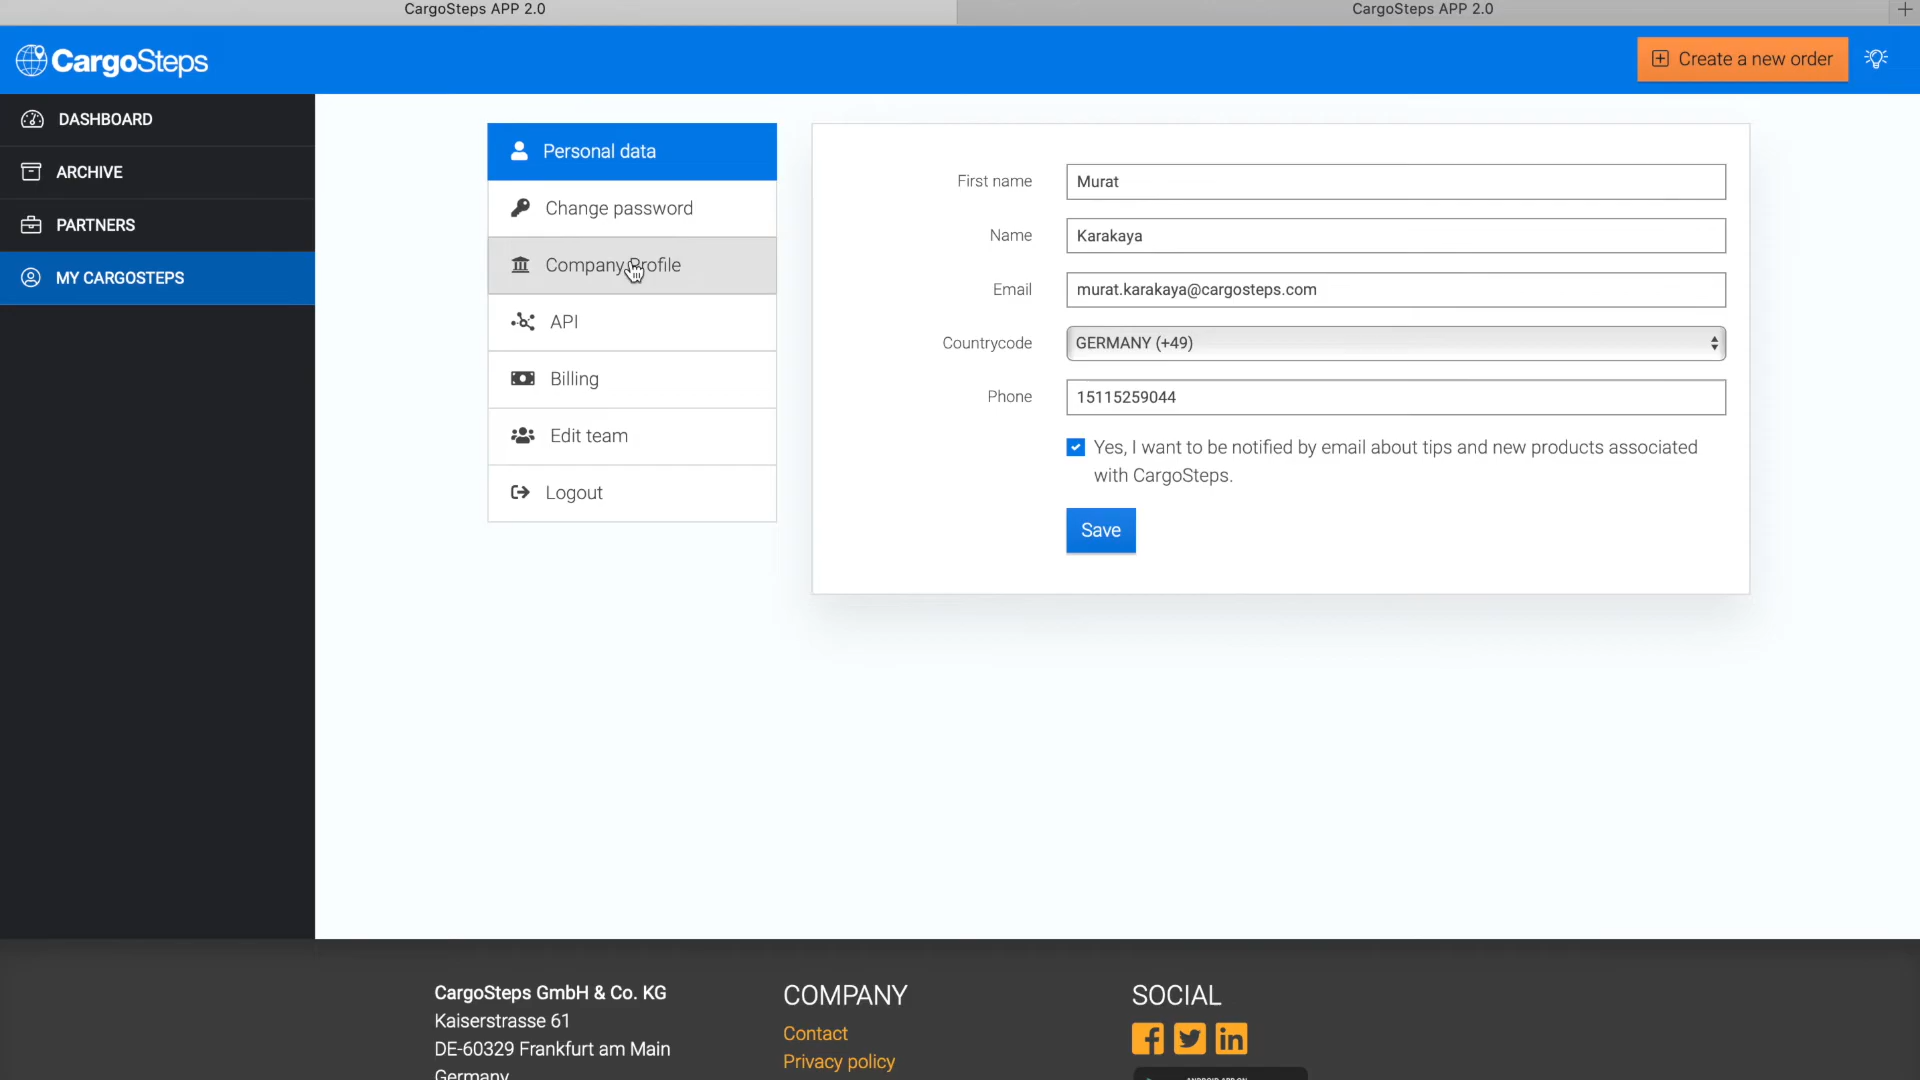 CargoSteps APP 2.0
CargoSteps APP 2.0
CargoSteps
Create a new order
DASHBOARD
ARCHIVE
PARTNERS
MY CARGOSTEPS
Personal data
Change password
Company Profile
API
Billing
Edit team
Logout
First name
Murat
Name
Karakaya
Email
murat.karakaya@cargosteps.com
Countrycode
GERMANY (+49)
Phone
15115259044
Yes, I want to be notified by email about tips and new products associated
with CargoSteps.
Save
CargoSteps GmbH & Co. KG
Kaiserstrasse 61
DE-60329 Frankfurt am Main
Germany
COMPANY
Contact
Privacy policy
SOCIAL
ANDROID APP ON